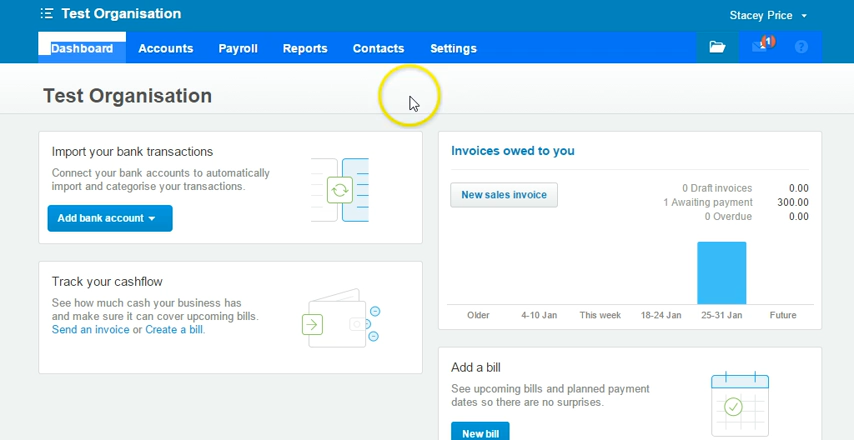 Test Organisation
Stacey Price
Dashboard Accounts Payroll Reports Contacts Settings
1
?
Test Organisation
Import your bank transactions
Connect your bank accounts to automatically
import and categorise your transactions.
Add bank account
Track your cashflow
See how much cash your business has
and make sure it can cover upcoming bills.
Send an invoice or Create a bill.
Invoices owed to you
New sales invoice
0 Draft invoices 0.00
1 Awaiting payment 300.00
0 Overdue 0.00
Older 4-10 Jan This week 18-24 Jan 25-31 Jan Future
Add a bill
See upcoming bills and planned payment
dates so there are no surprises.
New bill